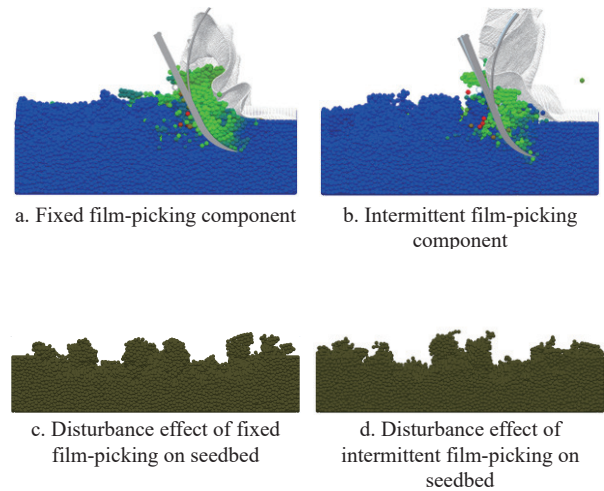 a. Fixed film-picking component
b. Intermittent film-picking
component
c. Disturbance effect of fixed
film-picking on seedbed
d. Disturbance effect of
intermittent film-picking on
seedbed